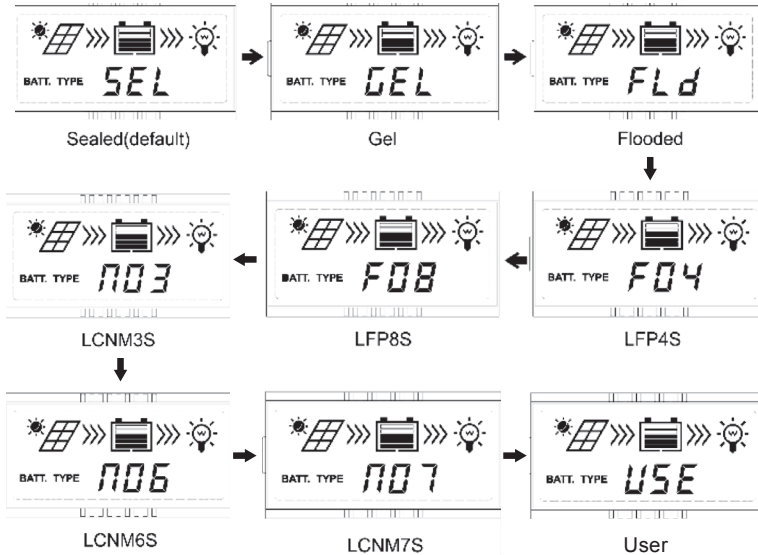 BATT. TYPE SEL
Sealed(default)
BATT. TYPE GEL
Gel
BATT. TYPE FLd
Flooded
BATT. TYPE F04
LFP4S
BATT. TYPE F08
LFP8S
BATT. TYPE N03
LCNM3S
BATT. TYPE N06
LCNM6S
BATT. TYPE N07
LCNM7S
BATT. TYPE USE
User